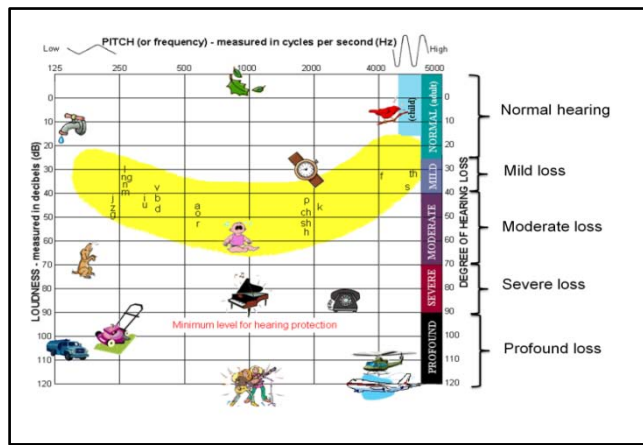 PITCH (or frequency) - measured in cycles per second (Hz)
Low
High
125 250 500 1000 2000 4000 5000
LOUDNESS - measured in decibels (dB)
0
10
20
30
40
50
60
70
80
90
100
110
120
l
ng
n
m
j
z
v
b
d
i
u
a
o
r
p
ch
sh
h
k
f
th
s
Minimum level for hearing protection
(child)
NORMAL (adult)
MILD
MODERATE
SEVERE
PROFOUND
0
10
20
30
40
50
60
70
80
90
100
110
120
DEGREE OF HEARING LOSS
Normal hearing
Mild loss
Moderate loss
Severe loss
Profound loss